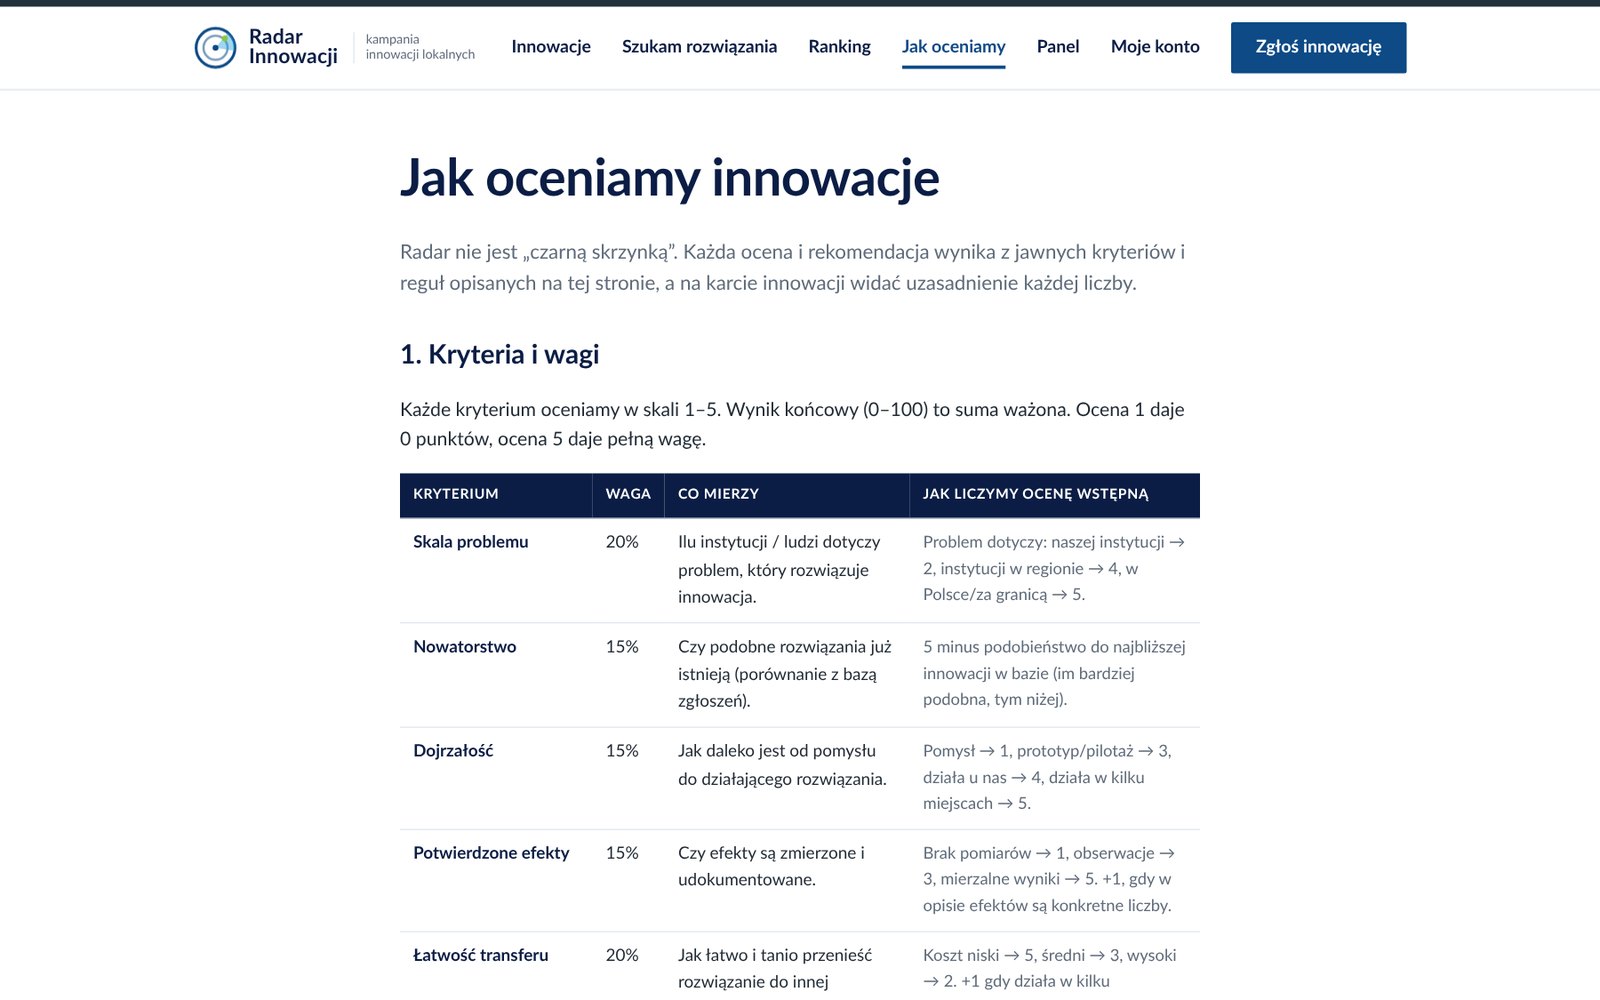 Radar
Innowacji
kampania
innowacji lokalnych
Innowacje
Szukam rozwiązania
Ranking
Jak oceniamy
Panel
Moje konto
Zgłoś innowację
Jak oceniamy innowacje
Radar nie jest „czarną skrzynką”. Każda ocena i rekomendacja wynika z jawnych kryteriów i
reguł opisanych na tej stronie, a na karcie innowacji widać uzasadnienie każdej liczby.
1. Kryteria i wagi
Każde kryterium oceniamy w skali 1–5. Wynik końcowy (0–100) to suma ważona. Ocena 1 daje
0 punktów, ocena 5 daje pełną wagę.
KRYTERIUM
WAGA
CO MIERZY
JAK LICZYMY OCENĘ WSTĘPNĄ
Skala problemu
20%
Ilu instytucji / ludzi dotyczy
problem, który rozwiązuje
innowacja.
Problem dotyczy: naszej instytucji →
2, instytucji w regionie → 4, w
Polsce/za granicą → 5.
Nowatorstwo
15%
Czy podobne rozwiązania już
istnieją (porównanie z bazą
zgłoszeń).
5 minus podobieństwo do najbliższej
innowacji w bazie (im bardziej
podobna, tym niżej).
Dojrzałość
15%
Jak daleko jest od pomysłu
do działającego rozwiązania.
Pomysł → 1, prototyp/pilotaż → 3,
działa u nas → 4, działa w kilku
miejscach → 5.
Potwierdzone efekty
15%
Czy efekty są zmierzone i
udokumentowane.
Brak pomiarów → 1, obserwacje →
3, mierzalne wyniki → 5. +1, gdy w
opisie efektów są konkretne liczby.
Łatwość transferu
20%
Jak łatwo i tanio przenieść
rozwiązanie do innej
Koszt niski → 5, średni → 3, wysoki
→ 2. +1 gdy działa w kilku